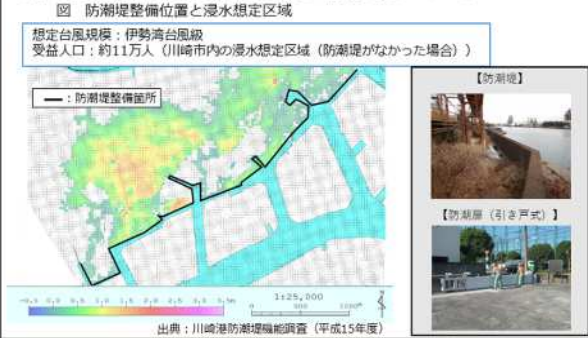 図 防潮堤整備位置と浸水想定区域
想定台風規模：伊勢湾台風級
受益人口：約11万人（川崎市内の浸水想定区域（防潮堤がなかった場合））
：防潮堤整備箇所
【防潮堤】
【防潮扉（引き戸式）】
1:25,000
出典：川崎港防潮堤機能調査（平成15年度）